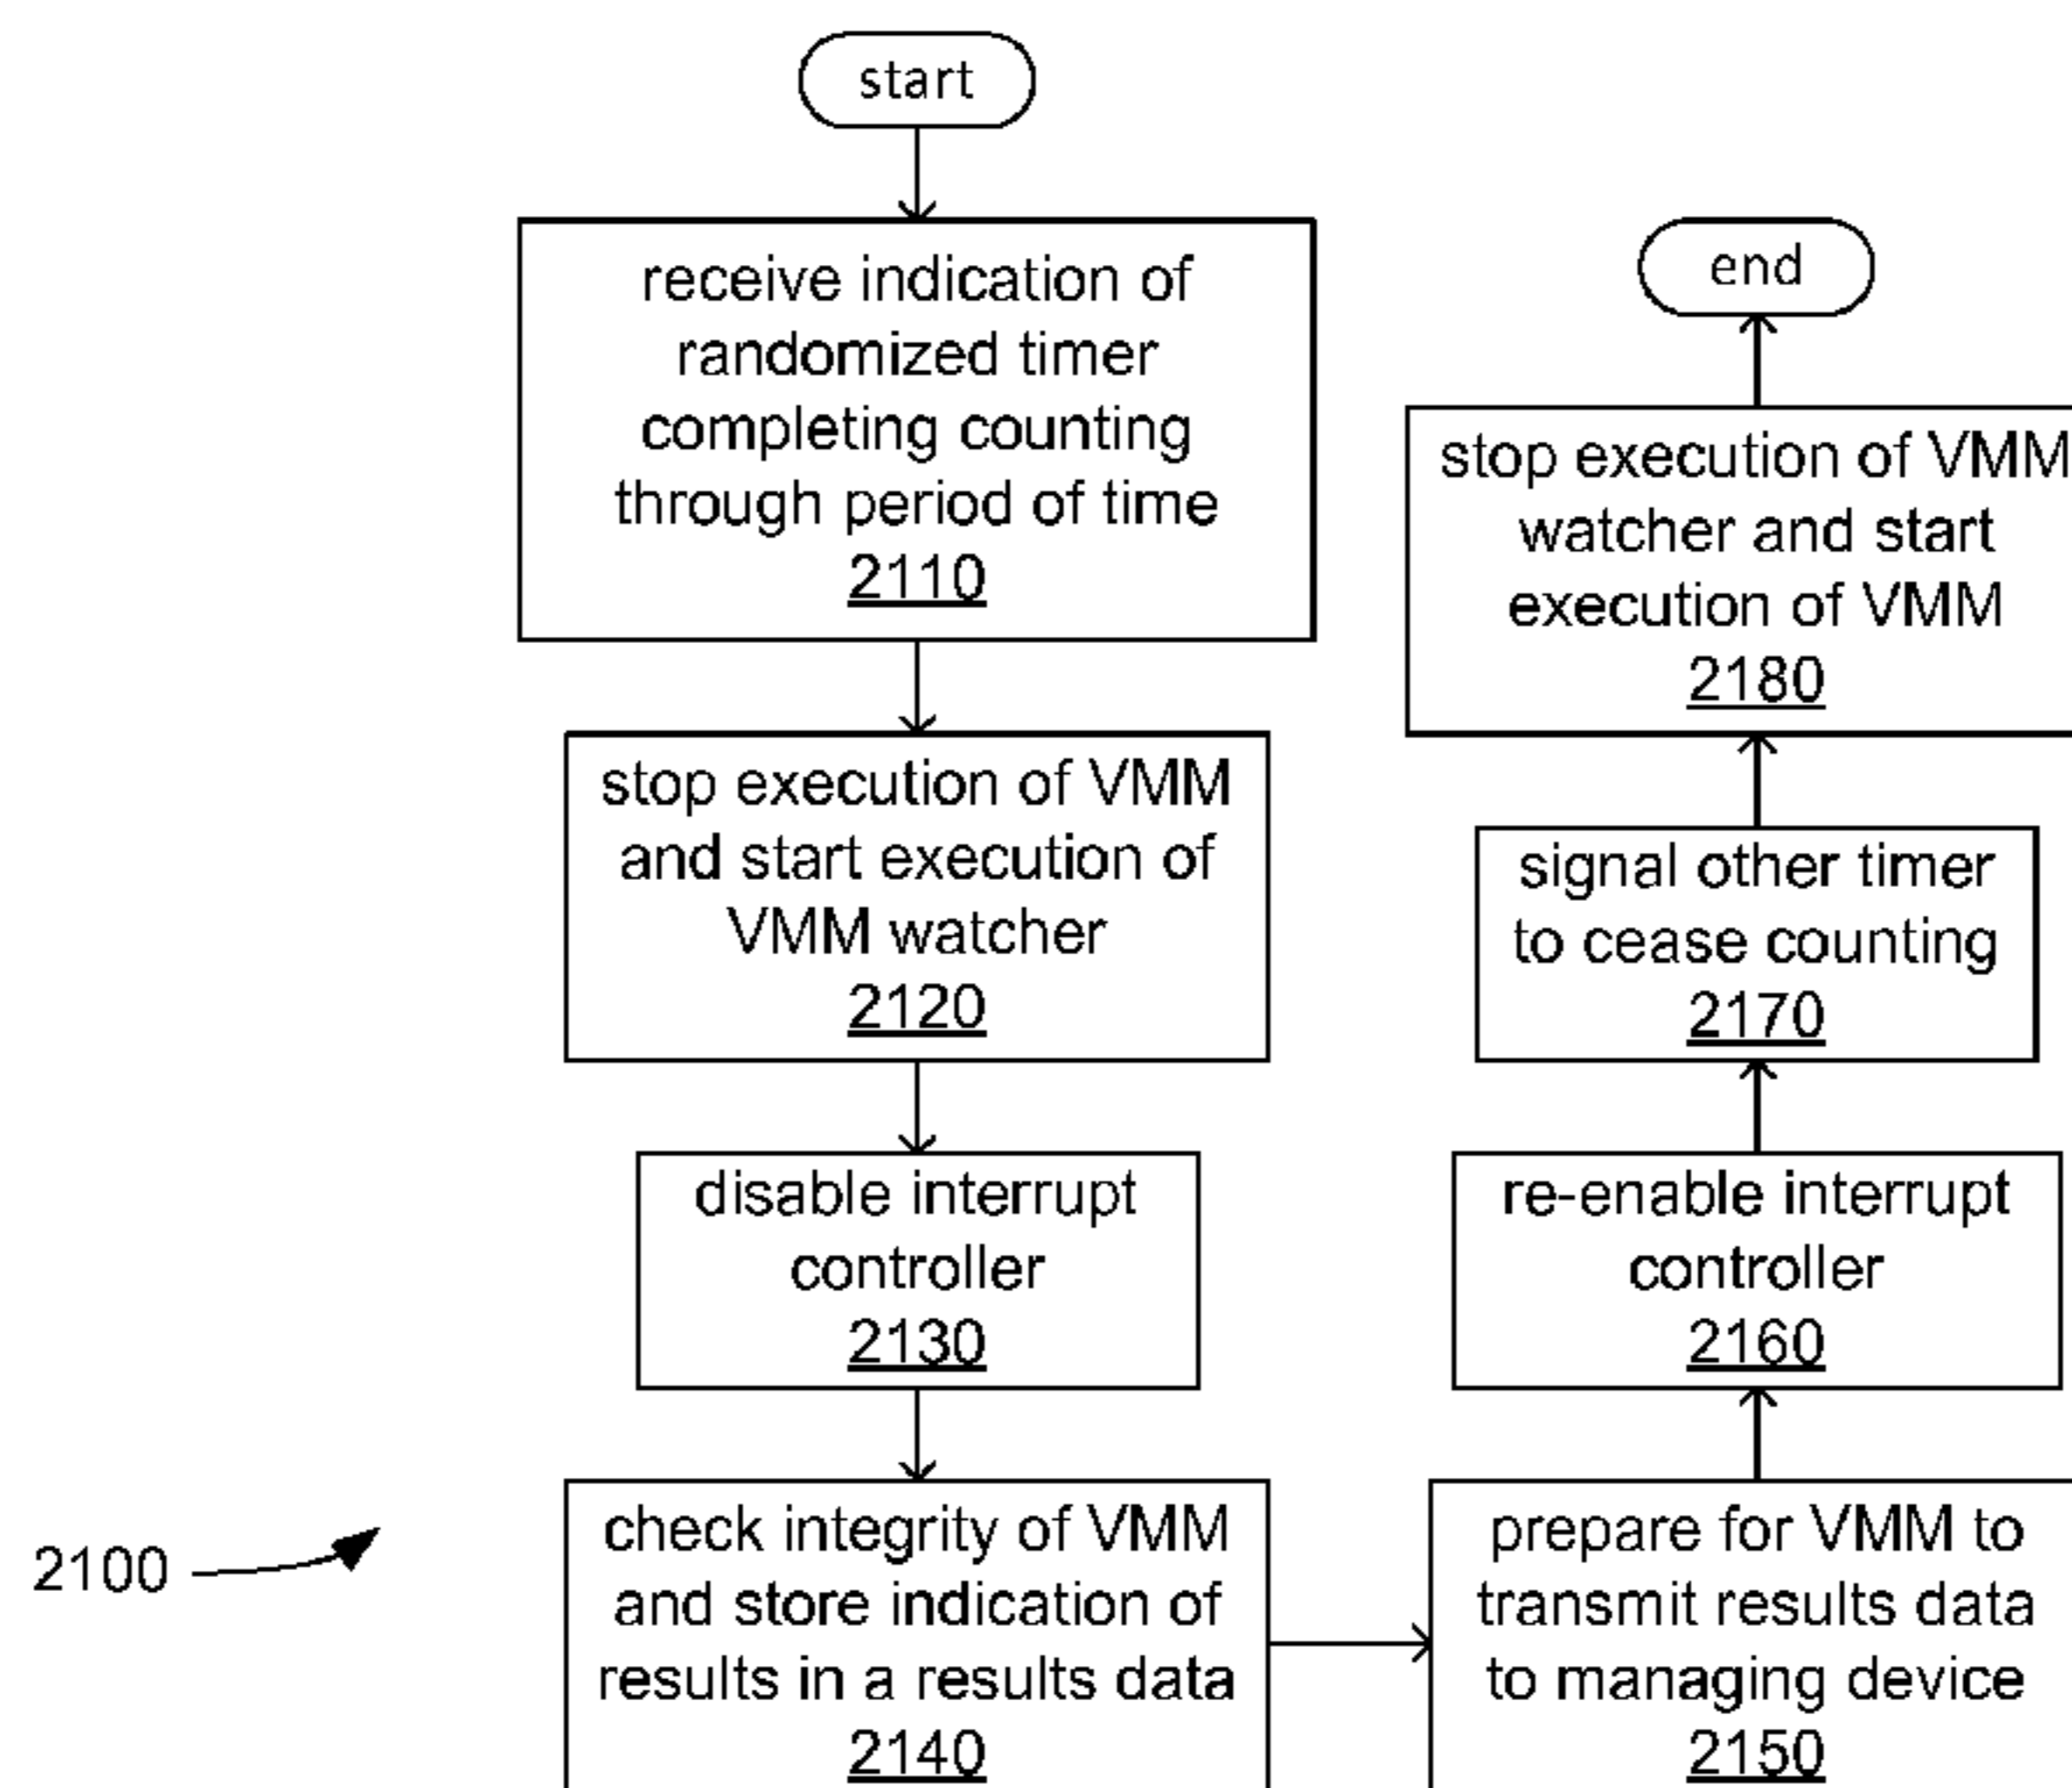 start
receive indication of
randomized timer
completing counting
through period of time
2110
stop execution of VMM
and start execution of
VMM watcher
2120
disable interrupt
controller
2130
check integrity of VMM
and store indication of
results in a results data
2140
prepare for VMM to
transmit results data
to managing device
2150
re-enable interrupt
controller
2160
signal other timer
to cease counting
2170
stop execution of VMM
watcher and start
execution of VMM
2180
end
2100